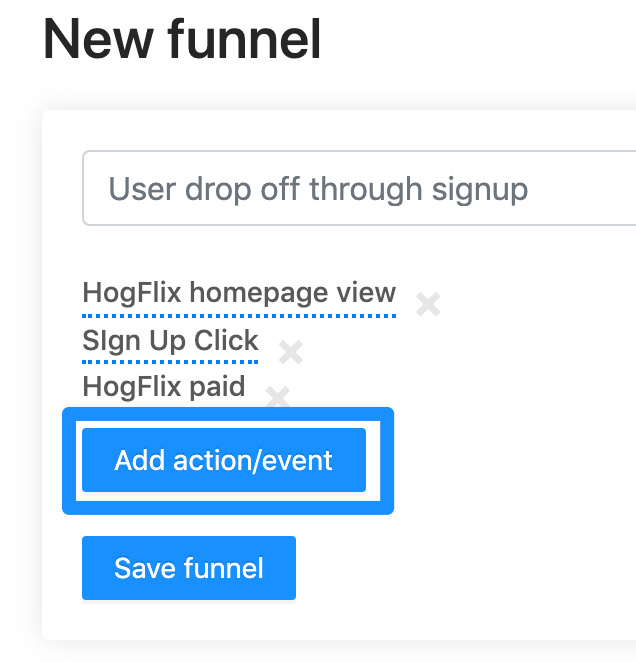 New funnel
User drop off through signup
HogFlix homepage view
SIgn Up Click
HogFlix paid
Add action/event
Save funnel